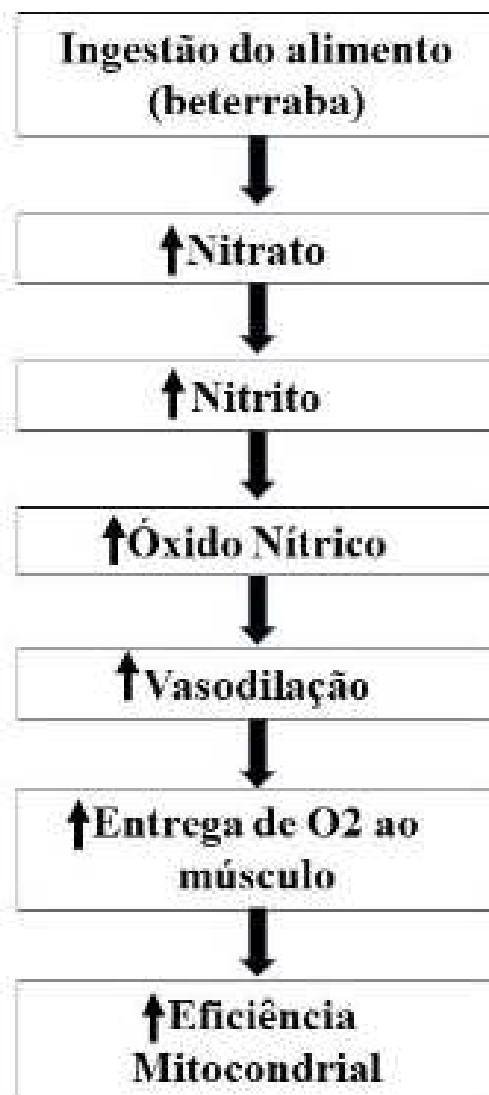 Ingestão do alimento
(beterraba)
↑Nitrato
↑Nitrito
↑Óxido Nítrico
↑Vasodilação
↑Entrega de O2 ao
músculo
↑Eficiência
Mitocondrial